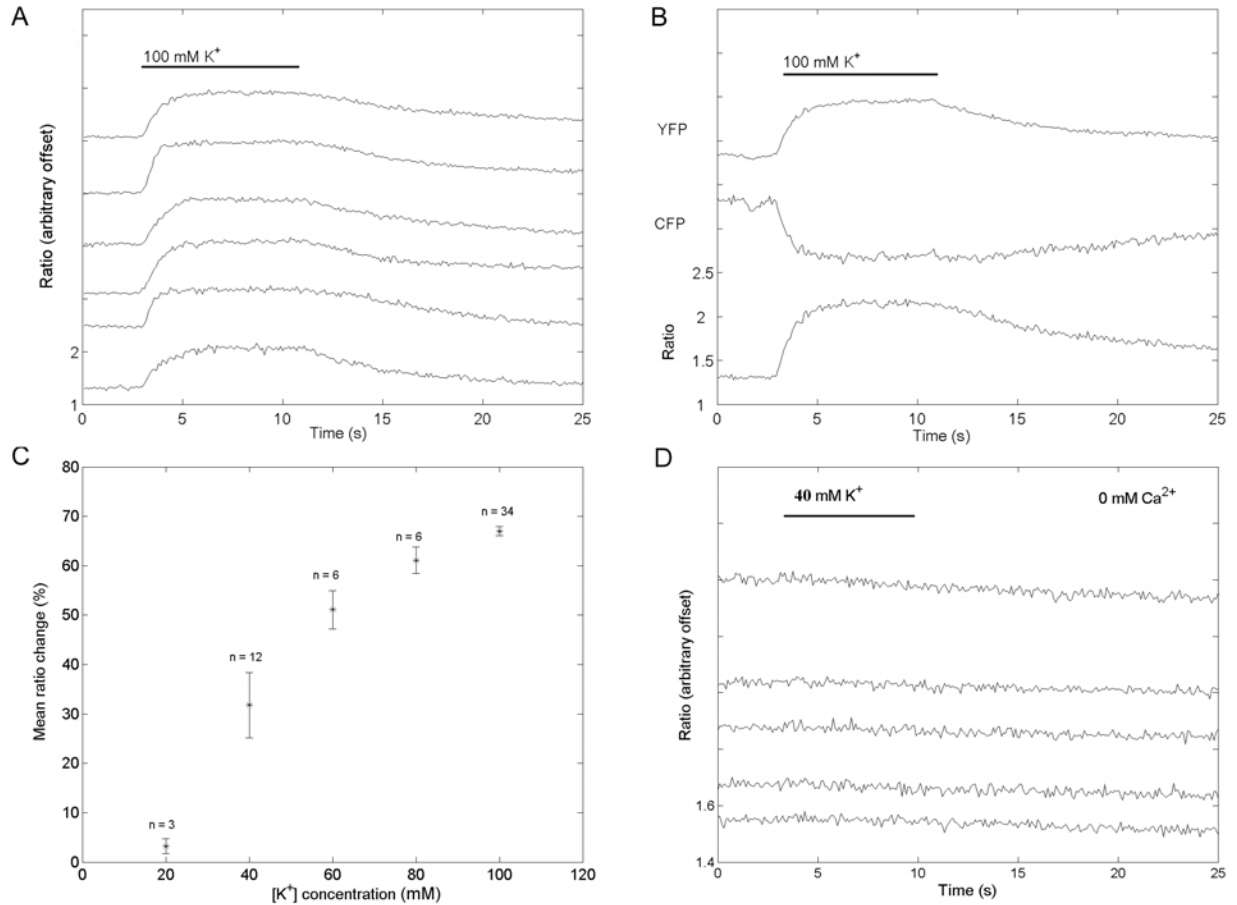 A
100 mM K⁺
Ratio (arbitrary offset)
2
1
0 5 10 15 20 25
Time (s)
B
100 mM K⁺
YFP
CFP
2.5
2
1.5
1
Ratio
0 5 10 15 20 25
Time (s)
C
80
70
60
50
40
30
20
10
0
Mean ratio change (%)
n = 3
n = 12
n = 6
n = 6
n = 34
0 20 40 60 80 100 120
[K⁺] concentration (mM)
D
40 mM K⁺
0 mM Ca²⁺
Ratio (arbitrary offset)
1.6
1.4
0 5 10 15 20 25
Time (s)